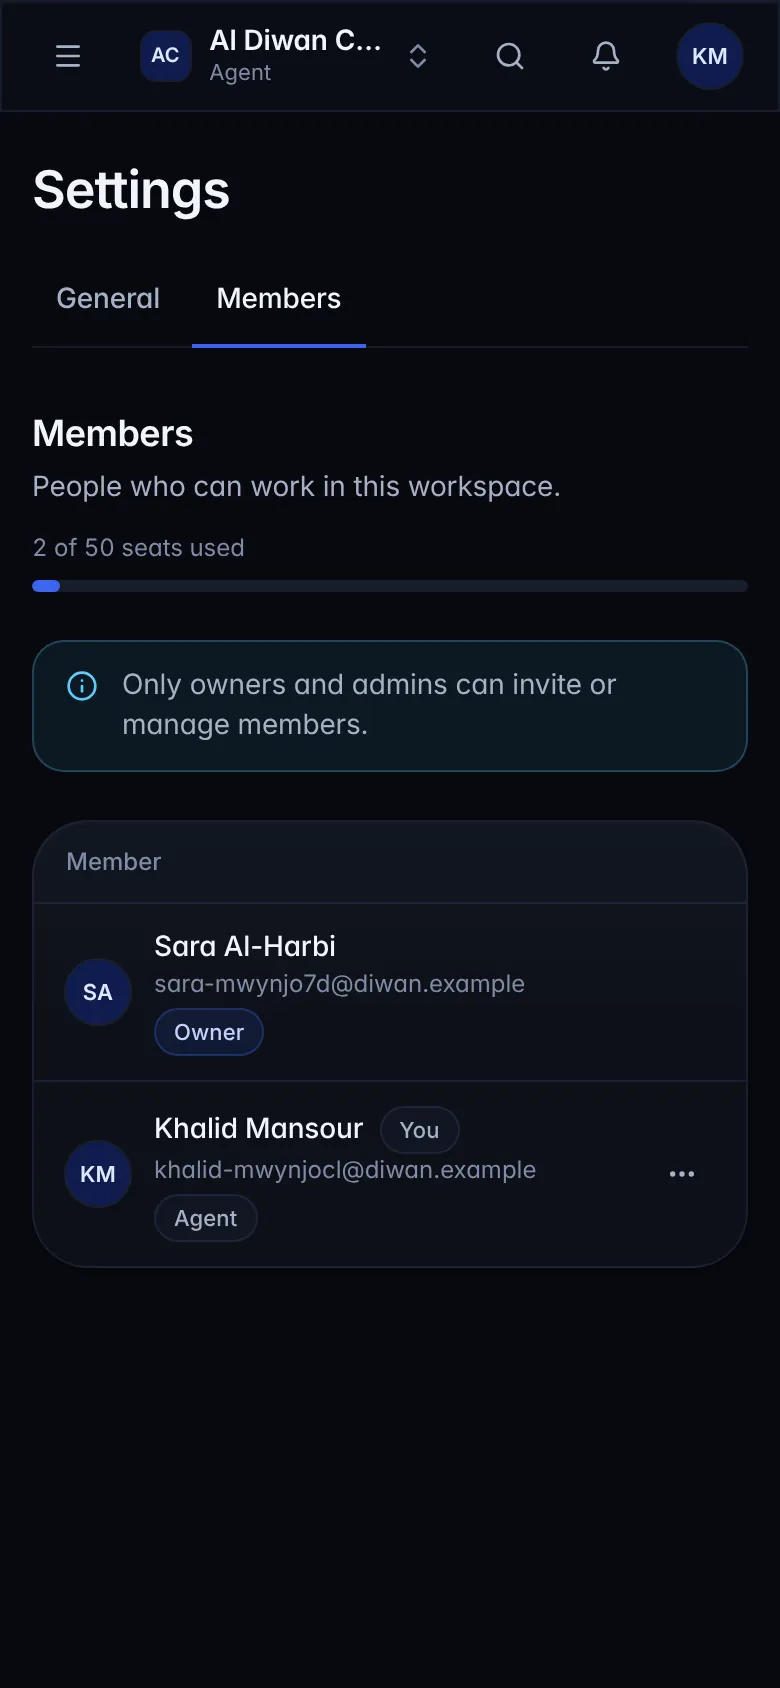 AC
Al Diwan C...
Agent
KM
Settings
General
Members
Members
People who can work in this workspace.
2 of 50 seats used
Only owners and admins can invite or
manage members.
Member
SA
Sara Al-Harbi
sara-mwynjo7d@diwan.example
Owner
KM
Khalid Mansour
You
khalid-mwynjocl@diwan.example
Agent